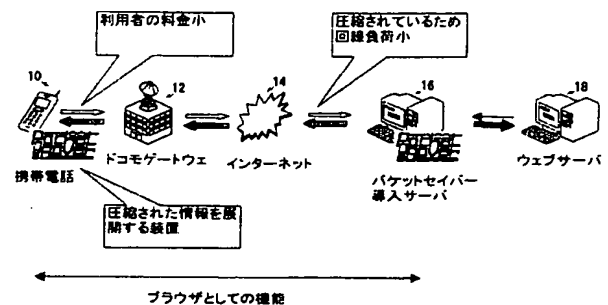 利用者の料金小
圧縮されているため
回線負荷小
10
12
14
16
18
携帯電話
ドコモゲートウェ
インターネット
パケットセイバー
導入サーバ
ウェブサーバ
圧縮された情報を展
開する装置
ブラウザとしての機能